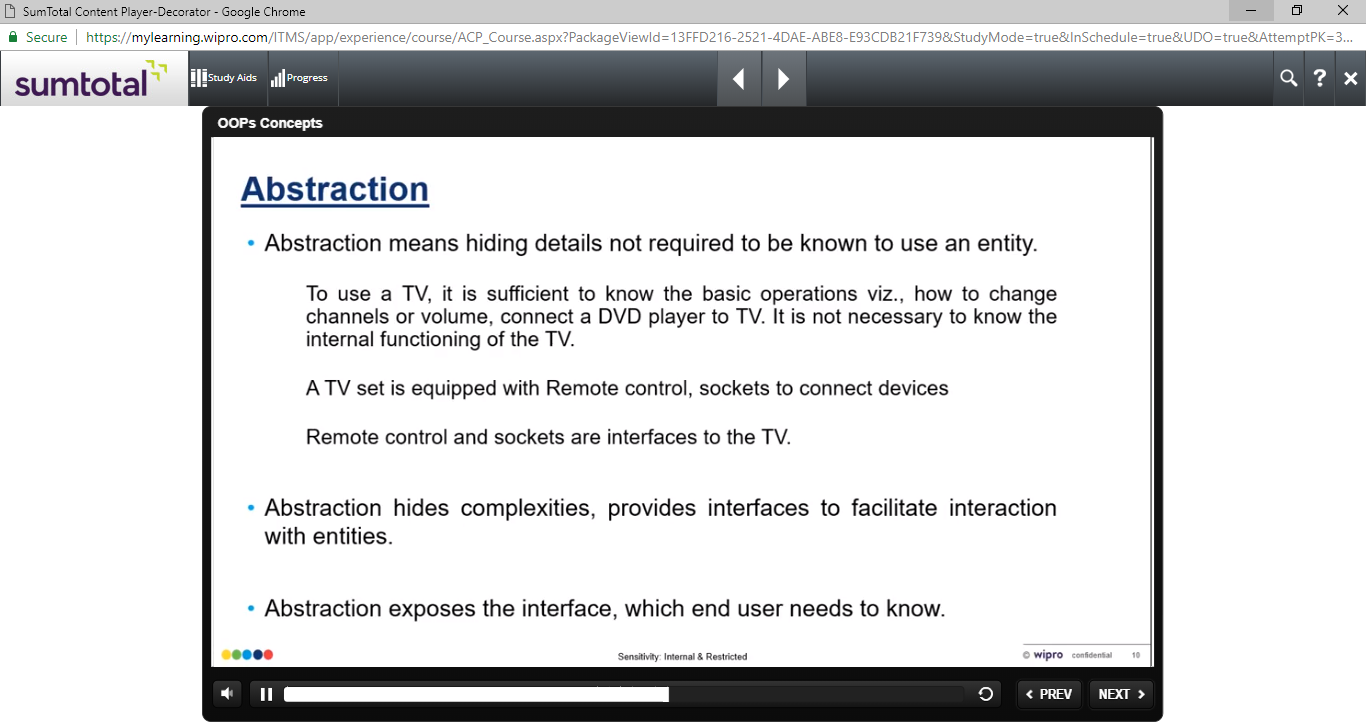 SumTotal Content Player-Decorator - Google Chrome
Secure
https://mylearning.wipro.com/ITMS/app/experience/course/ACP_Course.aspx?PackageViewId=13FFD216-2521-4DAE-ABE8-E93CDB21F739&StudyMode=true&InSchedule=true&UDO=true&AttemptPK=3...
sumtotal
Study Aids
Progress
?
OOPs Concepts
Abstraction
• Abstraction means hiding details not required to be known to use an entity.
To use a TV, it is sufficient to know the basic operations viz., how to change
channels or volume, connect a DVD player to TV. It is not necessary to know the
internal functioning of the TV.
A TV set is equipped with Remote control, sockets to connect devices
Remote control and sockets are interfaces to the TV.
• Abstraction hides complexities, provides interfaces to facilitate interaction
with entities.
• Abstraction exposes the interface, which end user needs to know.
Sensitivity: Internal & Restricted
© wipro confidential 10
PREV
NEXT